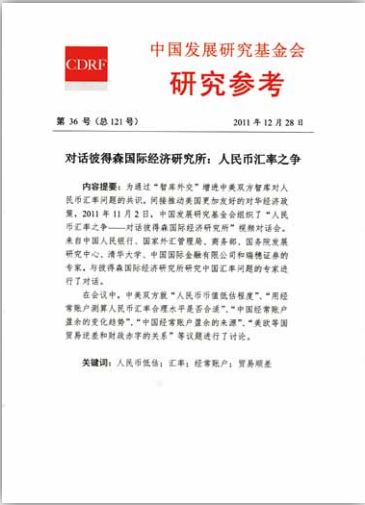 CDRF
中国发展研究基金会
研究参考
第 36 号（总 121 号）
2011 年 12 月 28 日
对话彼得森国际经济研究所：人民币汇率之争
内容提要：为通过“智库外交”增进中美双方智库对人
民币汇率问题的共识，间接推动美国更加友好的对华经济政
策，2011 年 11 月 2 日，中国发展研究基金会组织了“人民
币汇率之争——对话彼得森国际经济研究所”视频对话会。
来自中国人民银行、国家外汇管理局、商务部、国务院发展
研究中心、清华大学、中国国际金融有限公司和瑞穗证券的
专家，与彼得森国际经济研究所研究中国汇率问题的专家进
行了对话。
在会议中，中美双方就“人民币币值低估程度”、“用经
常账户测算人民币汇率合理水平是否合适”、“中国经常账户
盈余的变化趋势”、“中国经常账户盈余的来源”、“美欧等国
贸易逆差和财政赤字的关系”等议题进行了讨论。
关键词：人民币低估；汇率；经常账户；贸易顺差